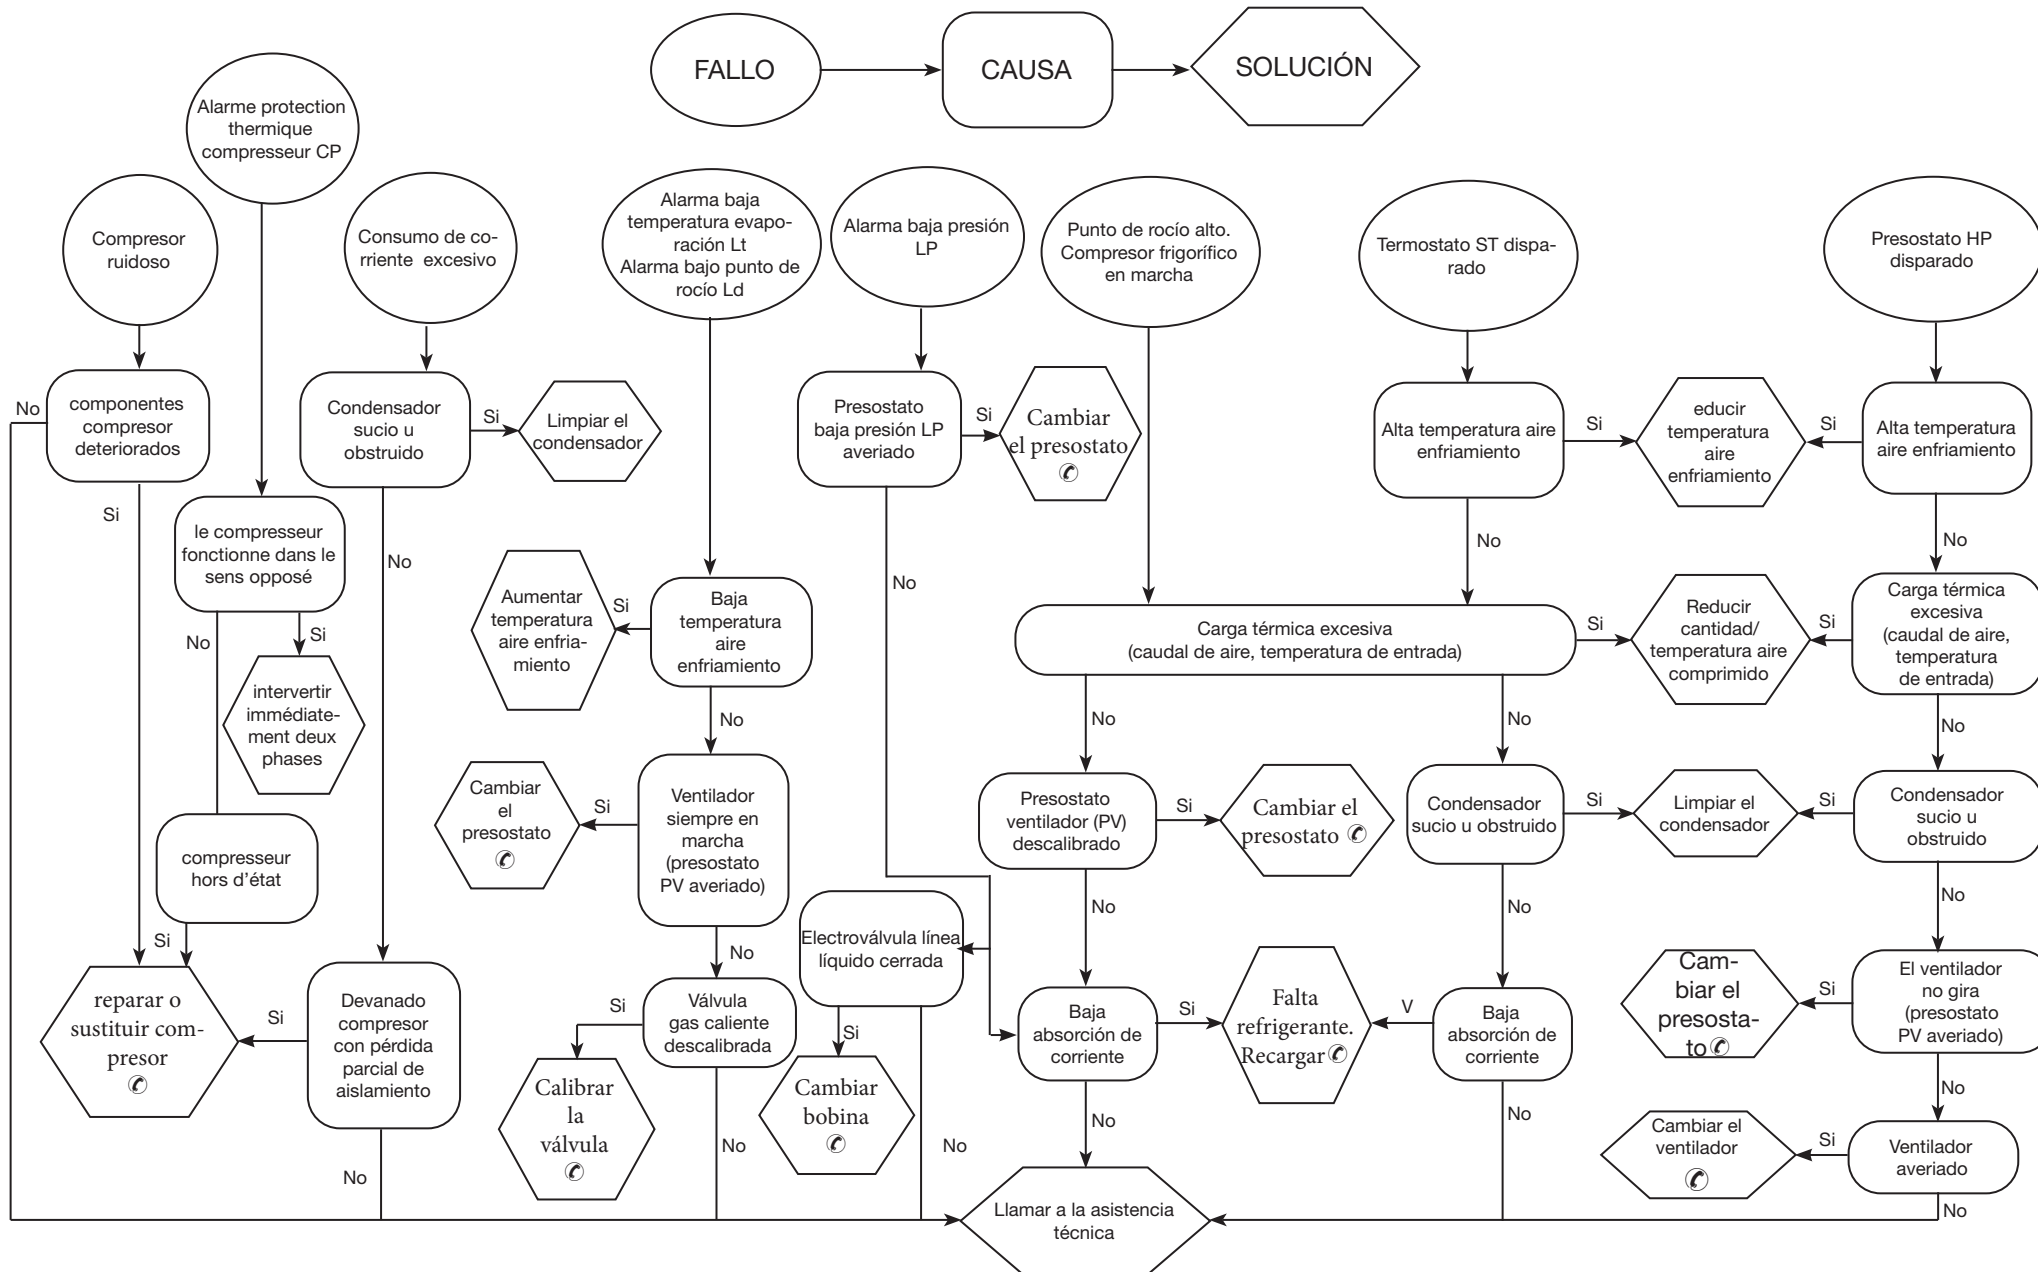 FALLO
CAUSA
SOLUCIÓN
Alarme protection
thermique
compresseur CP
Compresor
ruidoso
Consumo de co-
rriente excesivo
Alarma baja
temperatura evapo-
ración Lt
Alarma bajo punto de
rocío Ld
Alarma baja presión
LP
Punto de rocío alto.
Compresor frigorífico
en marcha
Termostato ST dispa-
rado
Presostato HP
disparado
No
componentes
compresor
deteriorados
Si
Condensador
sucio u
obstruido
Si
Limpiar el
condensador
No
Presostato
baja presión LP
averiado
Si
Cambiar
el presostato ✆
No
Alta temperatura aire
enfriamiento
Si
educir
temperatura
aire
enfriamiento
Si
Alta temperatura
aire enfriamiento
No
No
le compresseur
fonctionne dans le
sens opposé
No
Si
intervertir
immédiate-
ment deux
phases
compresseur
hors d’état
Si
reparar o
sustituir com-
presor
✆
Si
Devanado
compresor
con pérdida
parcial de
aislamiento
No
Aumentar
temperatura
aire enfria-
miento
Si
Baja
temperatura
aire
enfriamiento
No
Cambiar
el
presostato
✆
Si
Ventilador
siempre en
marcha
(presostato
PV averiado)
No
Si
Válvula
gas caliente
descalibrada
Calibrar
la
válvula
✆
No
Electroválvula línea
líquido cerrada
Si
Cambiar
bobina
✆
No
Carga térmica excesiva
(caudal de aire, temperatura de entrada)
Si
Reducir
cantidad/
temperatura aire
comprimido
Si
Carga térmica
excesiva
(caudal de aire,
temperatura
de entrada)
No
No
No
Presostato
ventilador (PV)
descalibrado
Si
Cambiar el
presostato ✆
Condensador
sucio u obstruido
Si
Limpiar el
condensador
Si
Condensador
sucio u
obstruido
No
No
No
Baja
absorción de
corriente
Si
Falta
refrigerante.
Recargar ✆
V
Baja
absorción de
corriente
Cam-
biar el
presosta-
to ✆
Si
El ventilador
no gira
(presostato
PV averiado)
No
No
No
Cambiar el
ventilador
✆
Si
Ventilador
averiado
No
Llamar a la asistencia
técnica